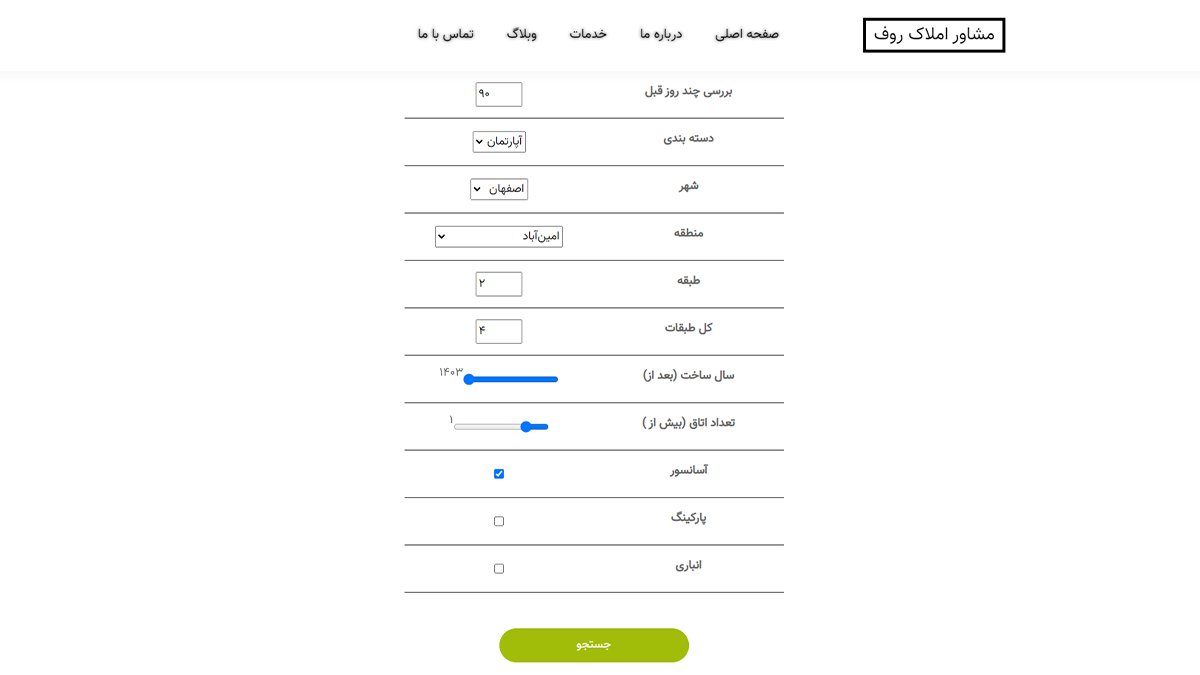 مشاور املاک روف
صفحه اصلی درباره ما خدمات وبلاگ تماس با ما
بررسی چند روز قبل ۹۰
دسته بندی آپارتمان
شهر اصفهان
منطقه امین‌آباد
طبقه ۲
کل طبقات ۴
سال ساخت (بعد از) ۱۴۰۳
تعداد اتاق (بیش از ) ۱
آسانسور
پارکینگ
انباری
جستجو